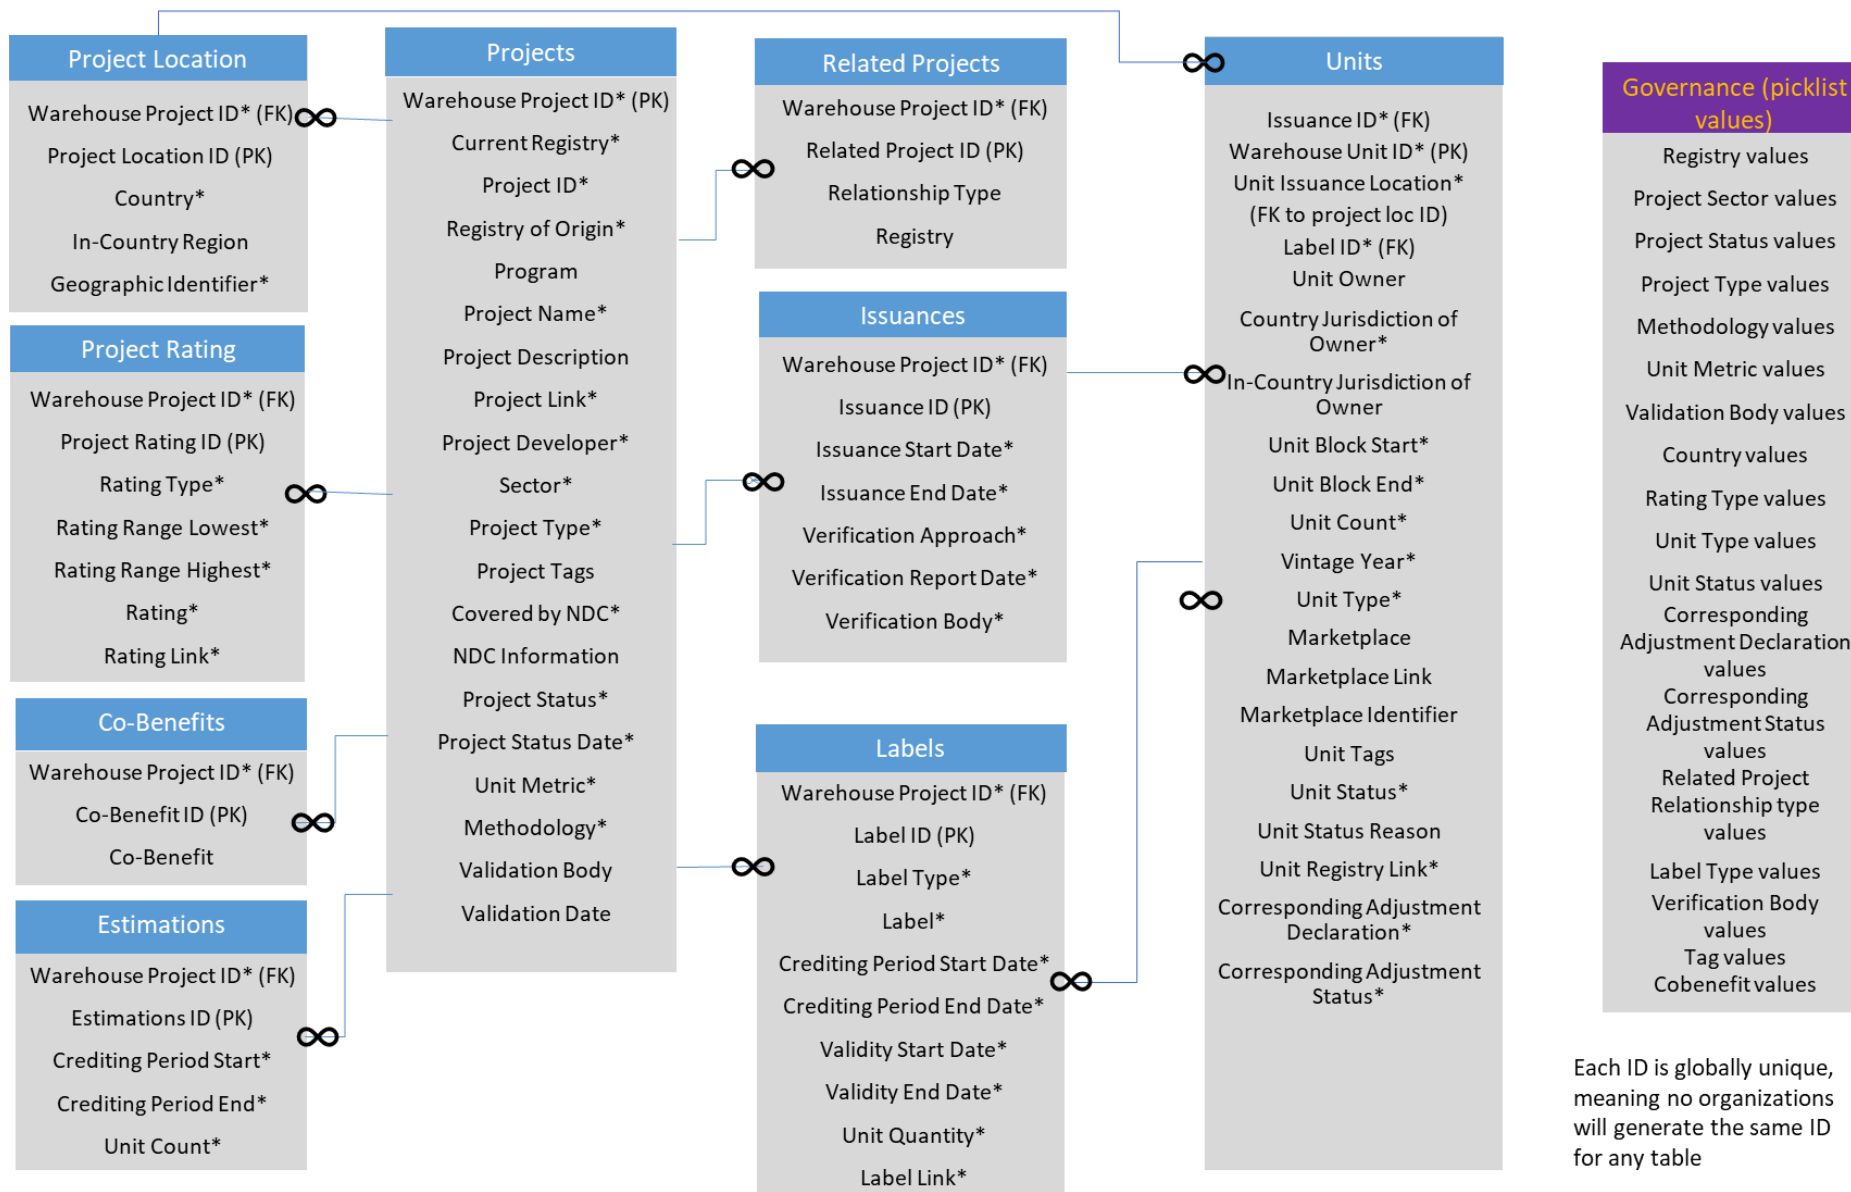 Project Location
Warehouse Project ID* (FK)
Project Location ID (PK)
Country*
In-Country Region
Geographic Identifier*
Project Rating
Warehouse Project ID* (FK)
Project Rating ID (PK)
Rating Type*
Rating Range Lowest*
Rating Range Highest*
Rating*
Rating Link*
Co-Benefits
Warehouse Project ID* (FK)
Co-Benefit ID (PK)
Co-Benefit
Estimations
Warehouse Project ID* (FK)
Estimations ID (PK)
Crediting Period Start*
Crediting Period End*
Unit Count*
Projects
Warehouse Project ID* (PK)
Current Registry*
Project ID*
Registry of Origin*
Program
Project Name*
Project Description
Project Link*
Project Developer*
Sector*
Project Type*
Project Tags
Covered by NDC*
NDC Information
Project Status*
Project Status Date*
Unit Metric*
Methodology*
Validation Body
Validation Date
Related Projects
Warehouse Project ID* (FK)
Related Project ID (PK)
Relationship Type
Registry
Issuances
Warehouse Project ID* (FK)
Issuance ID (PK)
Issuance Start Date*
Issuance End Date*
Verification Approach*
Verification Report Date*
Verification Body*
Labels
Warehouse Project ID* (FK)
Label ID (PK)
Label Type*
Label*
Crediting Period Start Date*
Crediting Period End Date*
Validity Start Date*
Validity End Date*
Unit Quantity*
Label Link*
Units
Issuance ID* (FK)
Warehouse Unit ID* (PK)
Unit Issuance Location*
(FK to project loc ID)
Label ID* (FK)
Unit Owner
Country Jurisdiction of
Owner*
In-Country Jurisdiction of
Owner
Unit Block Start*
Unit Block End*
Unit Count*
Vintage Year*
Unit Type*
Marketplace
Marketplace Link
Marketplace Identifier
Unit Tags
Unit Status*
Unit Status Reason
Unit Registry Link*
Corresponding Adjustment
Declaration*
Corresponding Adjustment
Status*
Governance (picklist
values)
Registry values
Project Sector values
Project Status values
Project Type values
Methodology values
Unit Metric values
Validation Body values
Country values
Rating Type values
Unit Type values
Unit Status values
Corresponding
Adjustment Declaration
values
Corresponding
Adjustment Status
values
Related Project
Relationship type
values
Label Type values
Verification Body
values
Tag values
Cobenefit values
Each ID is globally unique,
meaning no organizations
will generate the same ID
for any table